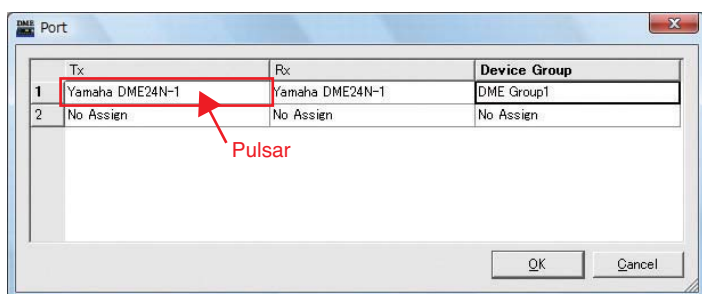 DME Port
Tx Rx Device Group
1 Yamaha DME24N-1 Yamaha DME24N-1 DME Group1
2 No Assign No Assign No Assign
Pulsar
OK Cancel